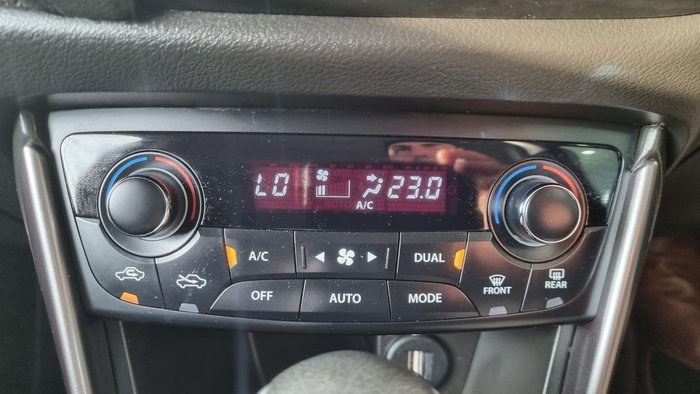 LO 23.0
A/C
A/C DUAL
OFF AUTO MODE
FRONT REAR